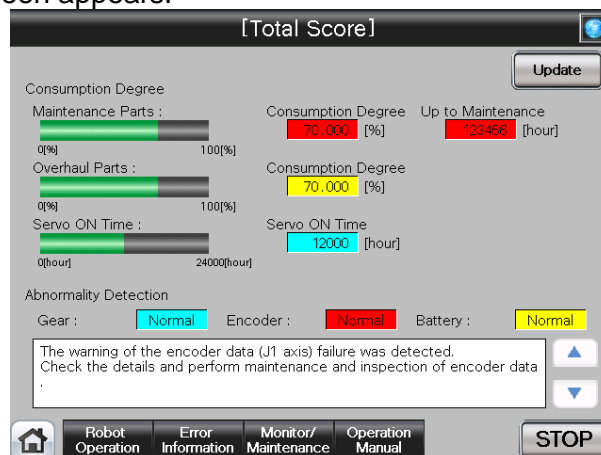 een appears.
[Total Score]
Update
Consumption Degree
Maintenance Parts :
Consumption Degree Up to Maintenance
70.000 [%] 123456 [hour]
0[%] 100[%]
Overhaul Parts :
Consumption Degree
70.000 [%]
0[%] 100[%]
Servo ON Time :
Servo ON Time
12000 [hour]
0[hour] 24000[hour]
Abnormality Detection
Gear : Normal Encoder : Normal Battery : Normal
The warning of the encoder data (J1 axis) failure was detected.
Check the details and perform maintenance and inspection of encoder data
.
Robot Operation
Error Information
Monitor/ Maintenance
Operation Manual
STOP